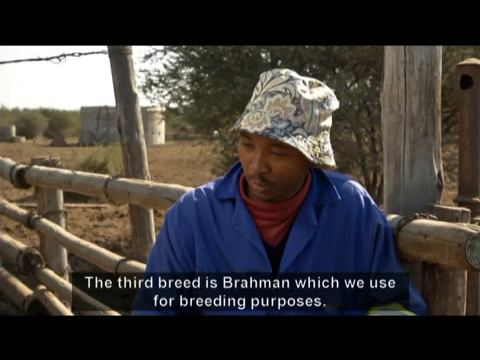 The third breed is Brahman which we use
for breeding purposes.